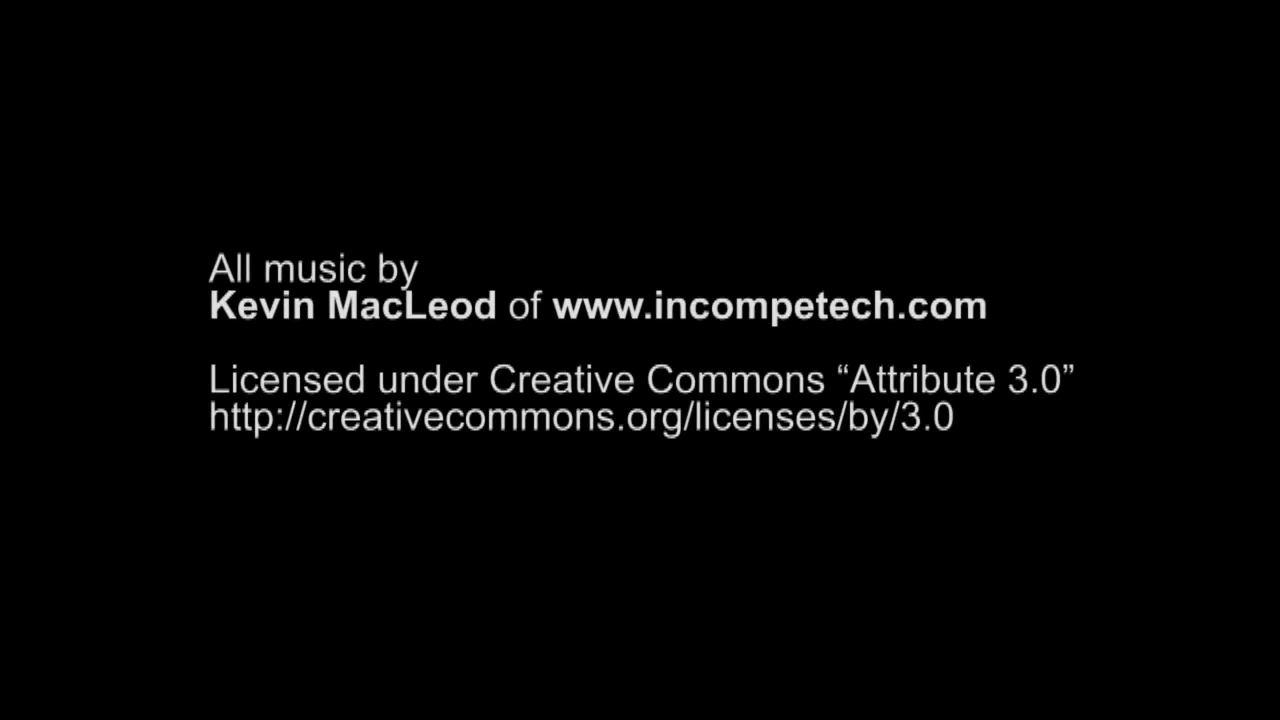 All music by
Kevin MacLeod of www.incompetech.com
Licensed under Creative Commons “Attribute 3.0”
http://creativecommons.org/licenses/by/3.0